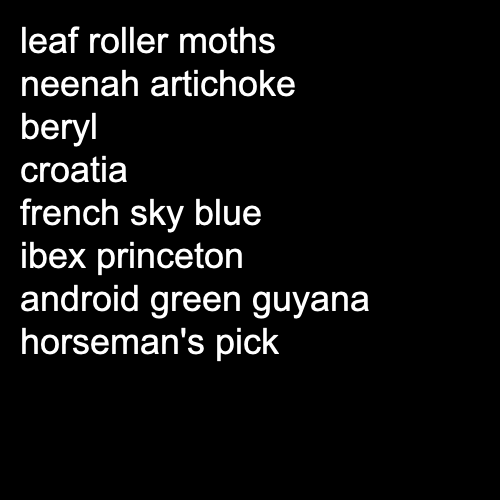 leaf roller moths
neenah artichoke
beryl
croatia
french sky blue
ibex princeton
android green guyana
horseman's pick